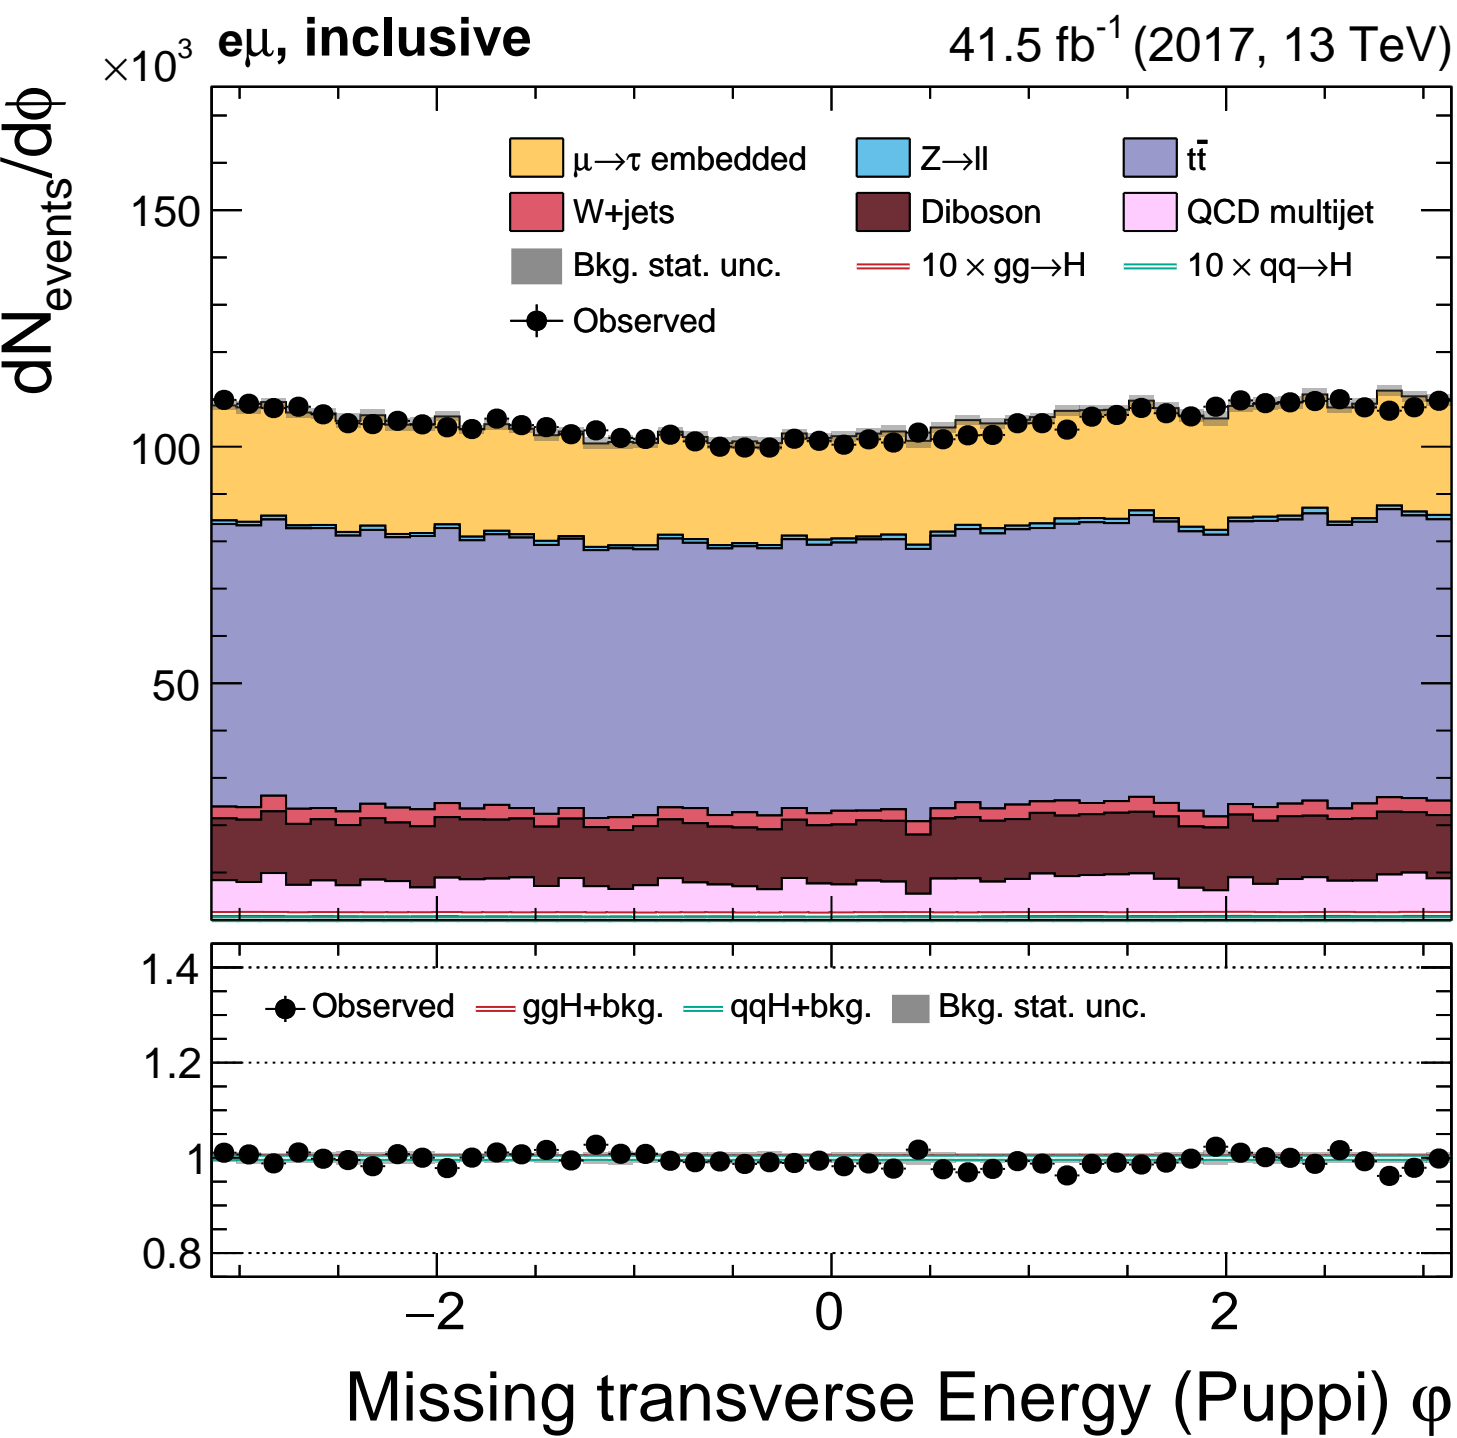 ×10³ eμ, inclusive 41.5 fb⁻¹ (2017, 13 TeV)
dN_events/dϕ
μ→τ embedded Z→ll tt̄
W+jets Diboson QCD multijet
Bkg. stat. unc. 10 × gg→H 10 × qq→H
Observed
150
100
50
1.4
Observed ggH+bkg. qqH+bkg. Bkg. stat. unc.
1.2
1
0.8
−2 0 2
Missing transverse Energy (Puppi) φ